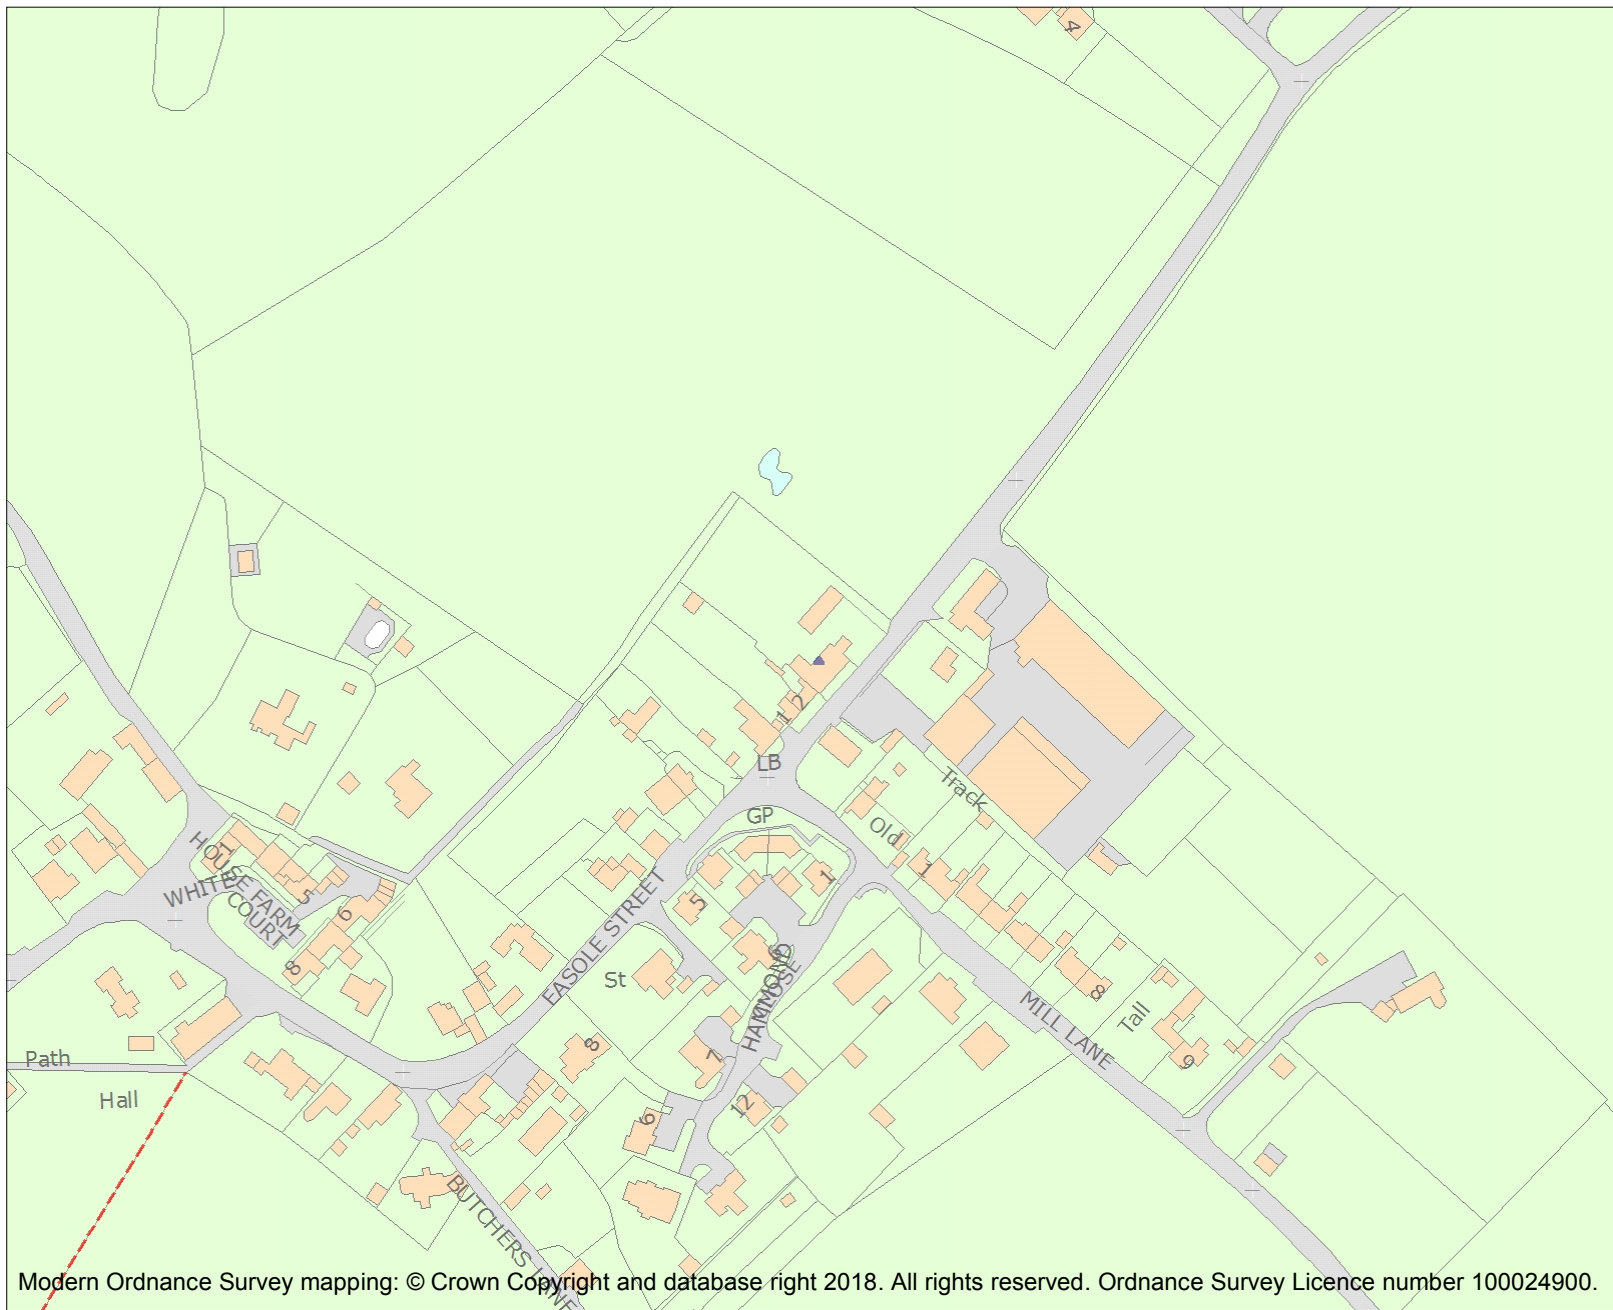 4
2
1
LB
Track
GP
Old
1
1
1
HOUSE FARM
WHITE
COURT
5
6
8
5
6
EASOLE STREET
St
HAMMOND
CLOSE
8
Tall
MILL LANE
9
8
7
Path
Hall
12
9
BUTCHERS LANE
Modern Ordnance Survey mapping: © Crown Copyright and database right 2018. All rights reserved. Ordnance Survey Licence number 100024900.